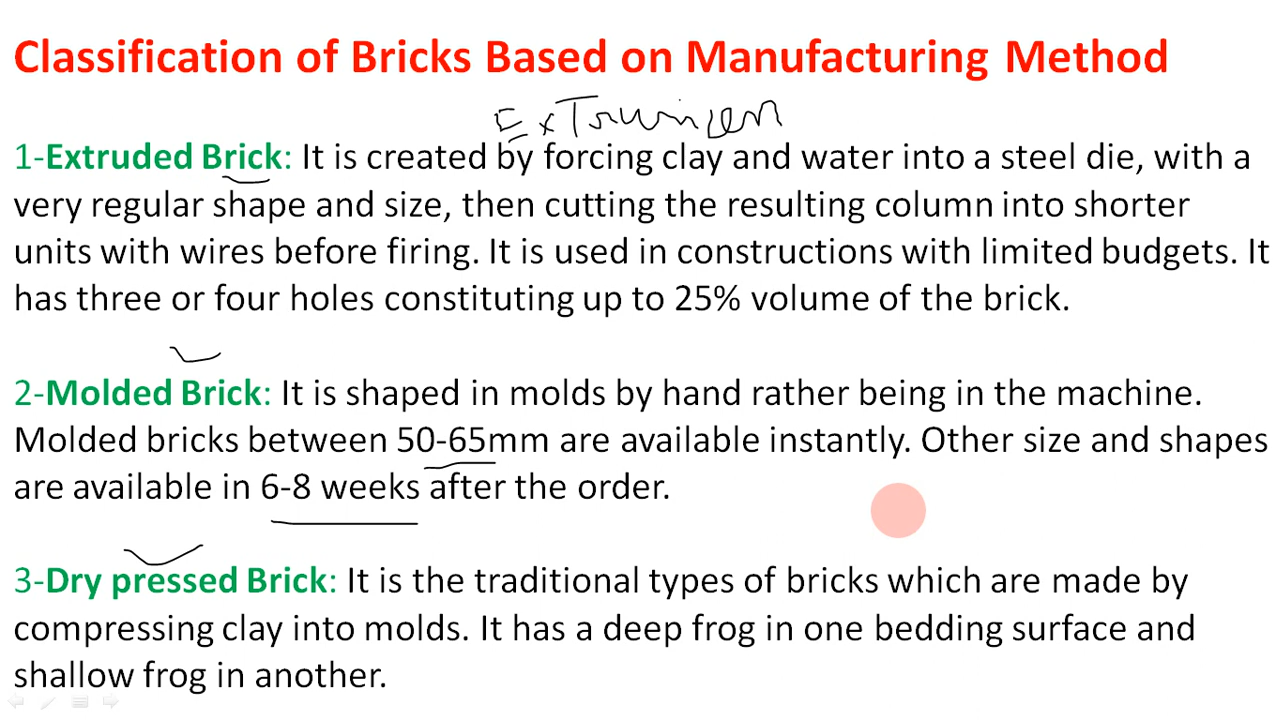 Classification of Bricks Based on Manufacturing Method
1-Extruded Brick: It is created by forcing clay and water into a steel die, with a
very regular shape and size, then cutting the resulting column into shorter
units with wires before firing. It is used in constructions with limited budgets. It
has three or four holes constituting up to 25% volume of the brick.
2-Molded Brick: It is shaped in molds by hand rather being in the machine.
Molded bricks between 50-65mm are available instantly. Other size and shapes
are available in 6-8 weeks after the order.
3-Dry pressed Brick: It is the traditional types of bricks which are made by
compressing clay into molds. It has a deep frog in one bedding surface and
shallow frog in another.